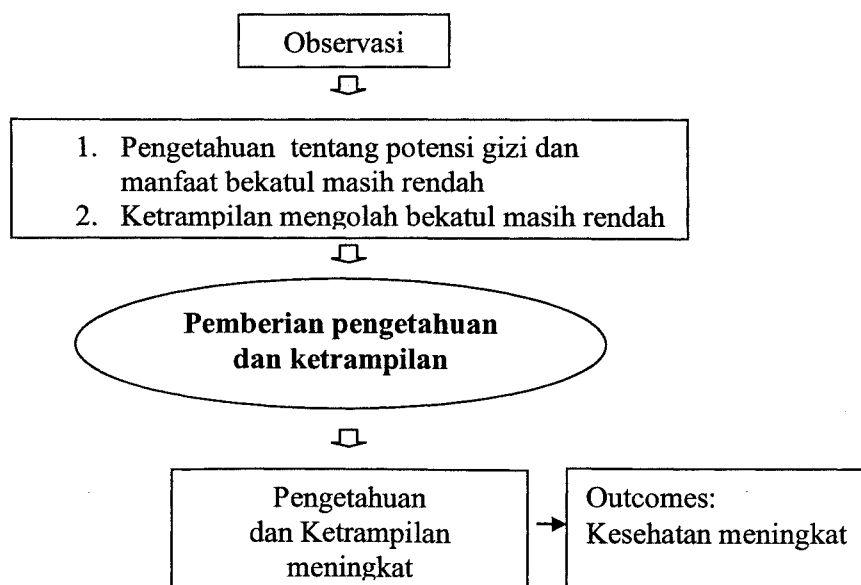 Observasi
1. Pengetahuan tentang potensi gizi dan
manfaat bekatul masih rendah
2. Ketrampilan mengolah bekatul masih rendah
Pemberian pengetahuan
dan ketrampilan
Pengetahuan
dan Ketrampilan
meningkat
Outcomes:
Kesehatan meningkat